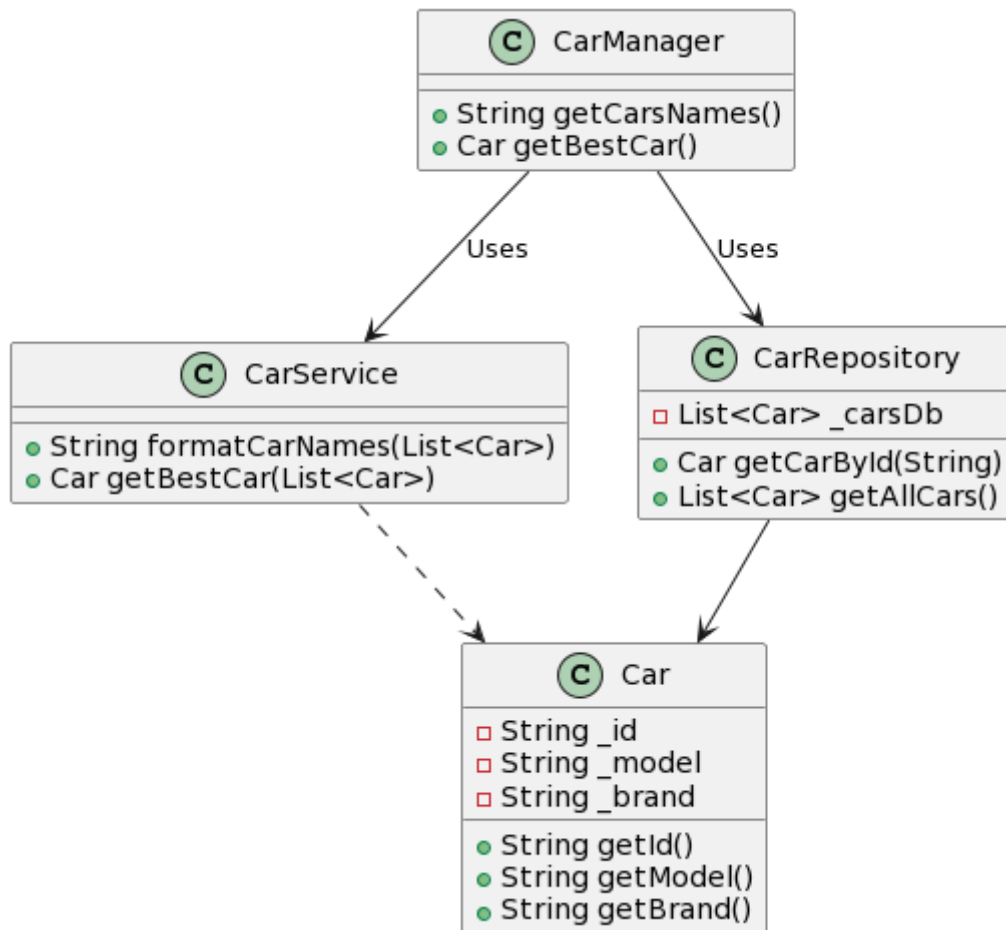 C CarManager
String getCarsNames()
Car getBestCar()
Uses
Uses
C CarService
String formatCarNames(List<Car>)
Car getBestCar(List<Car>)
C CarRepository
List<Car> _carsDb
Car getCarById(String)
List<Car> getAllCars()
C Car
String _id
String _model
String _brand
String getId()
String getModel()
String getBrand()